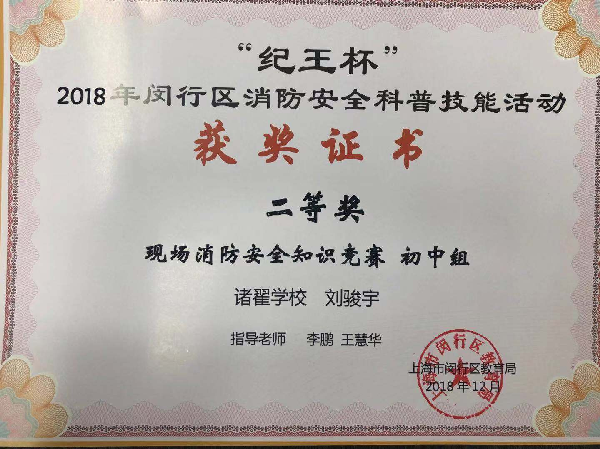 “纪王杯”
2018年闵行区消防安全科普技能活动
获奖证书
二等奖
现场消防安全知识竞赛 初中组
诸翟学校 刘骏宇
指导老师 李鹏 王慧华
上海市闵行区教育局
2018年12月
上海市闵行区教育局